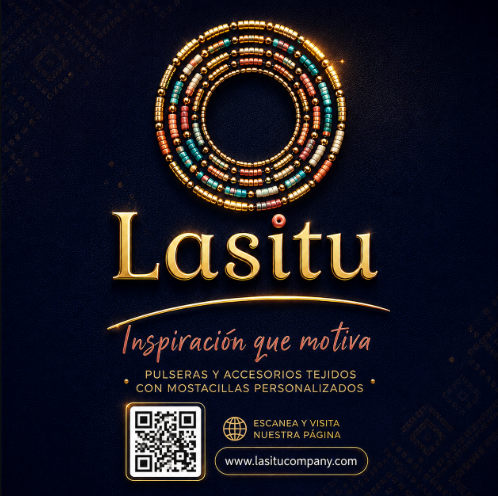 Lasitu
Inspiración que motiva
PULSERAS Y ACCESORIOS TEJIDOS
CON MOSTACILLAS PERSONALIZADOS
ESCANEA Y VISITA
NUESTRA PÁGINA
www.lasitucompany.com